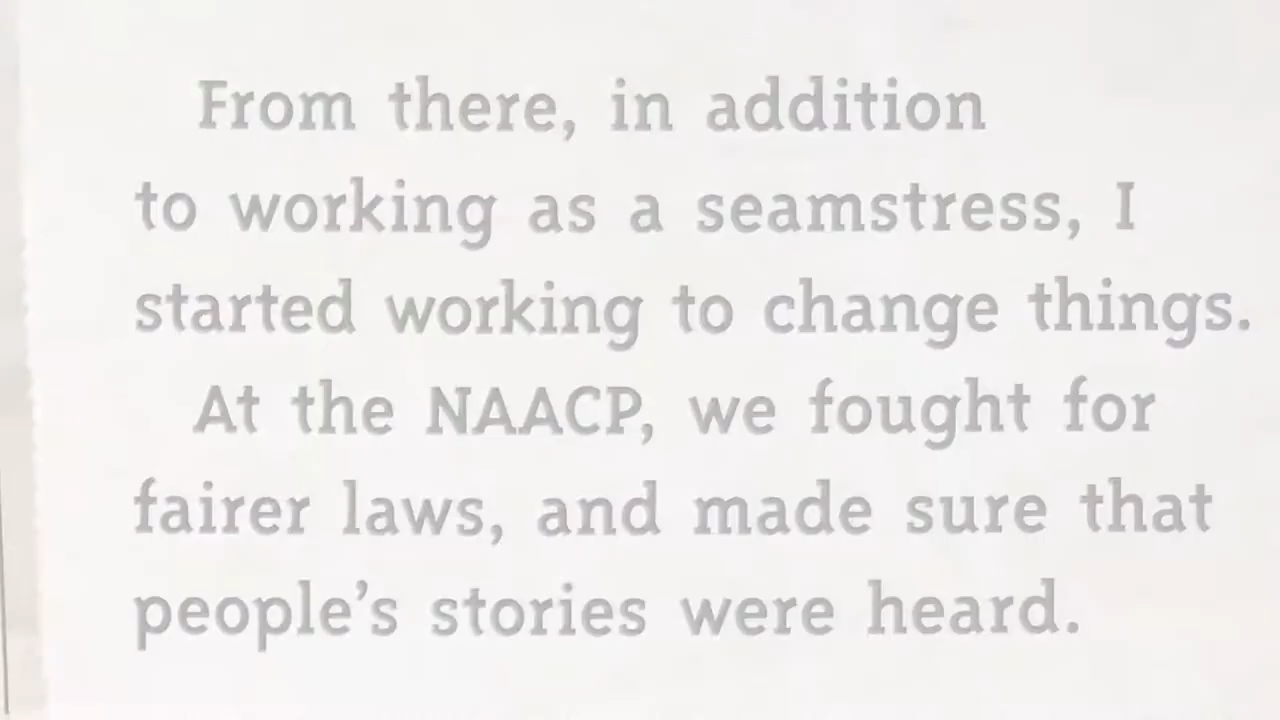 From there, in addition
to working as a seamstress, I
started working to change things.
At the NAACP, we fought for
fairer laws, and made sure that
people’s stories were heard.